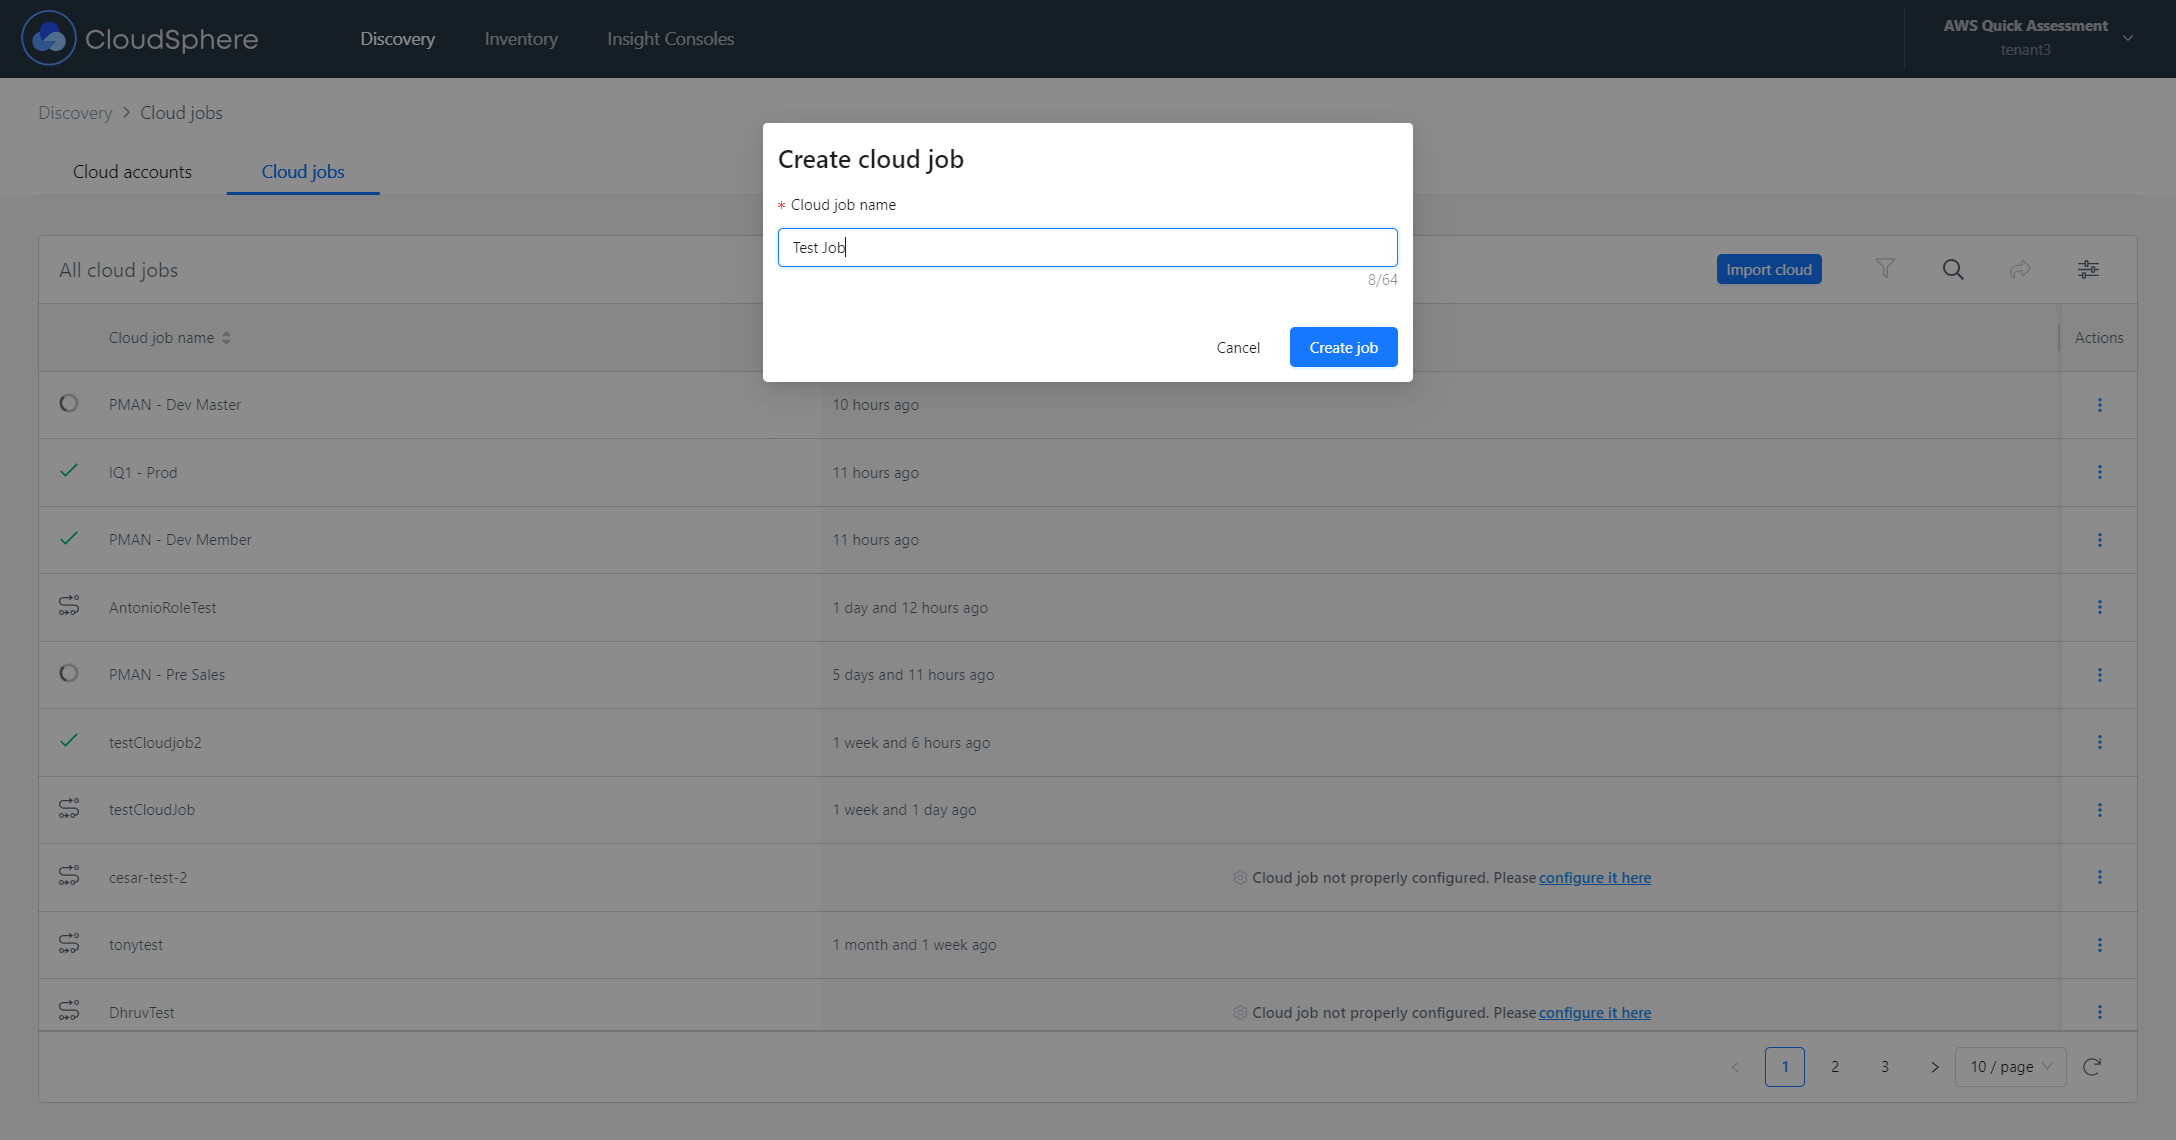 CloudSphere
Discovery Inventory Insight Consoles
AWS Quick Assessment
tenant3
Discovery > Cloud jobs
Cloud accounts Cloud jobs
Create cloud job
* Cloud job name
Test Job
8/64
Cancel Create job
All cloud jobs
Import cloud
Cloud job name Actions
PMAN - Dev Master 10 hours ago
IQ1 - Prod 11 hours ago
PMAN - Dev Member 11 hours ago
AntonioRoleTest 1 day and 12 hours ago
PMAN - Pre Sales 5 days and 11 hours ago
testCloudjob2 1 week and 6 hours ago
testCloudJob 1 week and 1 day ago
cesar-test-2 Cloud job not properly configured. Please configure it here
tonytest 1 month and 1 week ago
DhruvTest Cloud job not properly configured. Please configure it here
< 1 2 3 > 10 / page